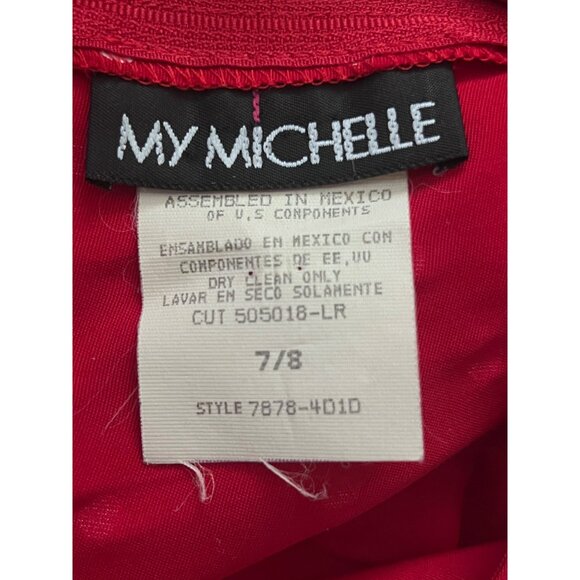 MY MICHELLE
ASSEMBLED IN MEXICO
OF U.S COMPONENTS
ENSAMBLADO EN MEXICO CON
COMPONENTES DE EE,UU
DRY CLEAN ONLY
LAVAR EN SECO SOLAMENTE
CUT 505018-LR
7/8
STYLE 7878-4D1D